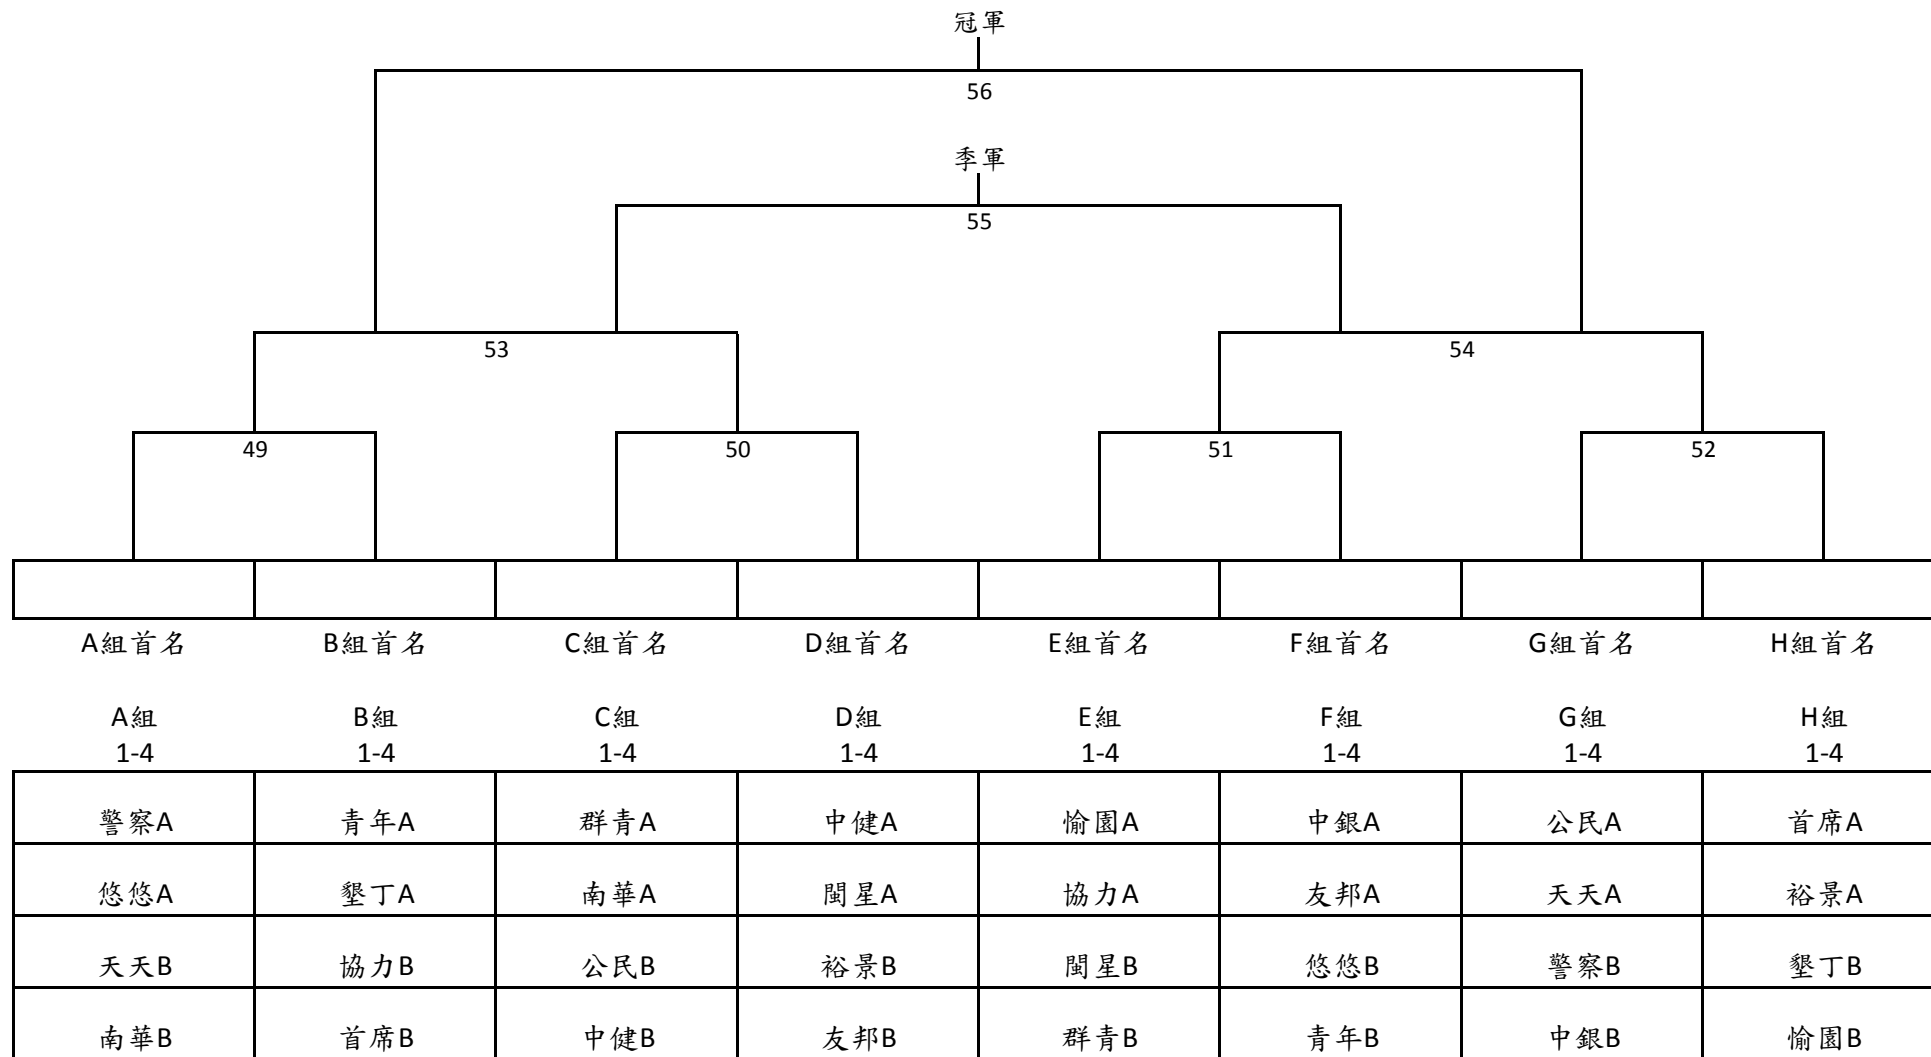 冠軍
56
季軍
55
53 54
49 50 51 52
A組首名 B組首名 C組首名 D組首名 E組首名 F組首名 G組首名 H組首名
A組 B組 C組 D組 E組 F組 G組 H組
1-4 1-4 1-4 1-4 1-4 1-4 1-4 1-4
警察A 青年A 群青A 中健A 愉園A 中銀A 公民A 首席A
悠悠A 墾丁A 南華A 閩星A 協力A 友邦A 天天A 裕景A
天天B 協力B 公民B 裕景B 閩星B 悠悠B 警察B 墾丁B
南華B 首席B 中健B 友邦B 群青B 青年B 中銀B 愉園B